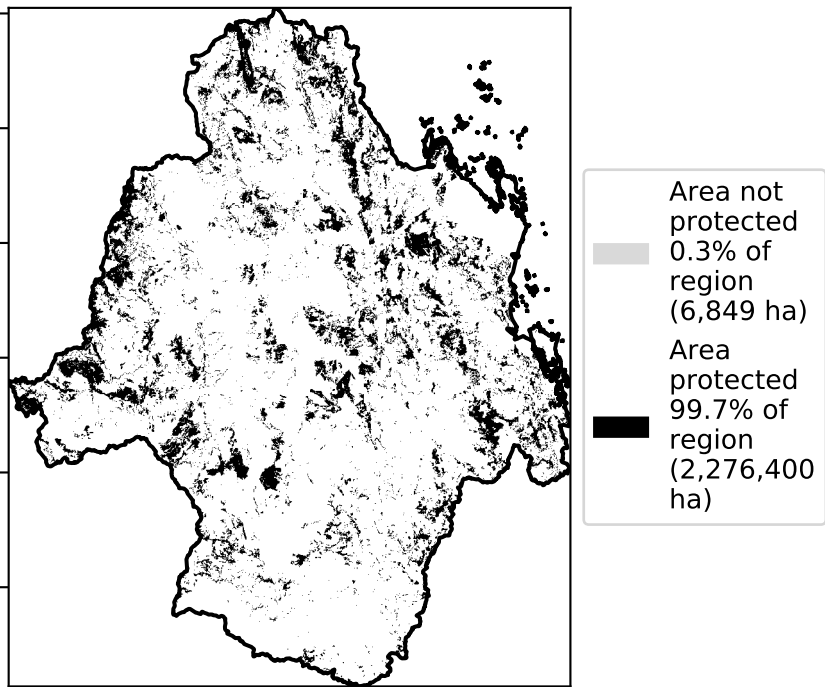 Area not
protected
0.3% of
region
(6,849 ha)
Area
protected
99.7% of
region
(2,276,400
ha)